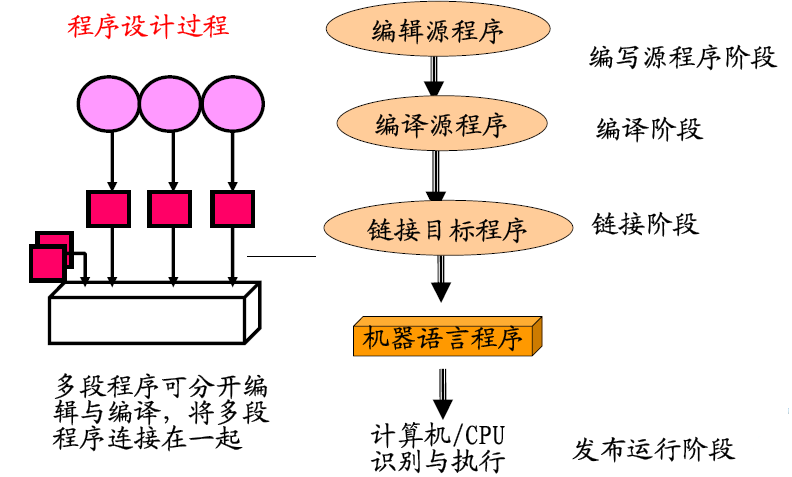 程序设计过程
编辑源程序
编写源程序阶段
编译源程序
编译阶段
链接目标程序
链接阶段
机器语言程序
多段程序可分开编
辑与编译，将多段
程序连接在一起
计算机/CPU
识别与执行
发布运行阶段